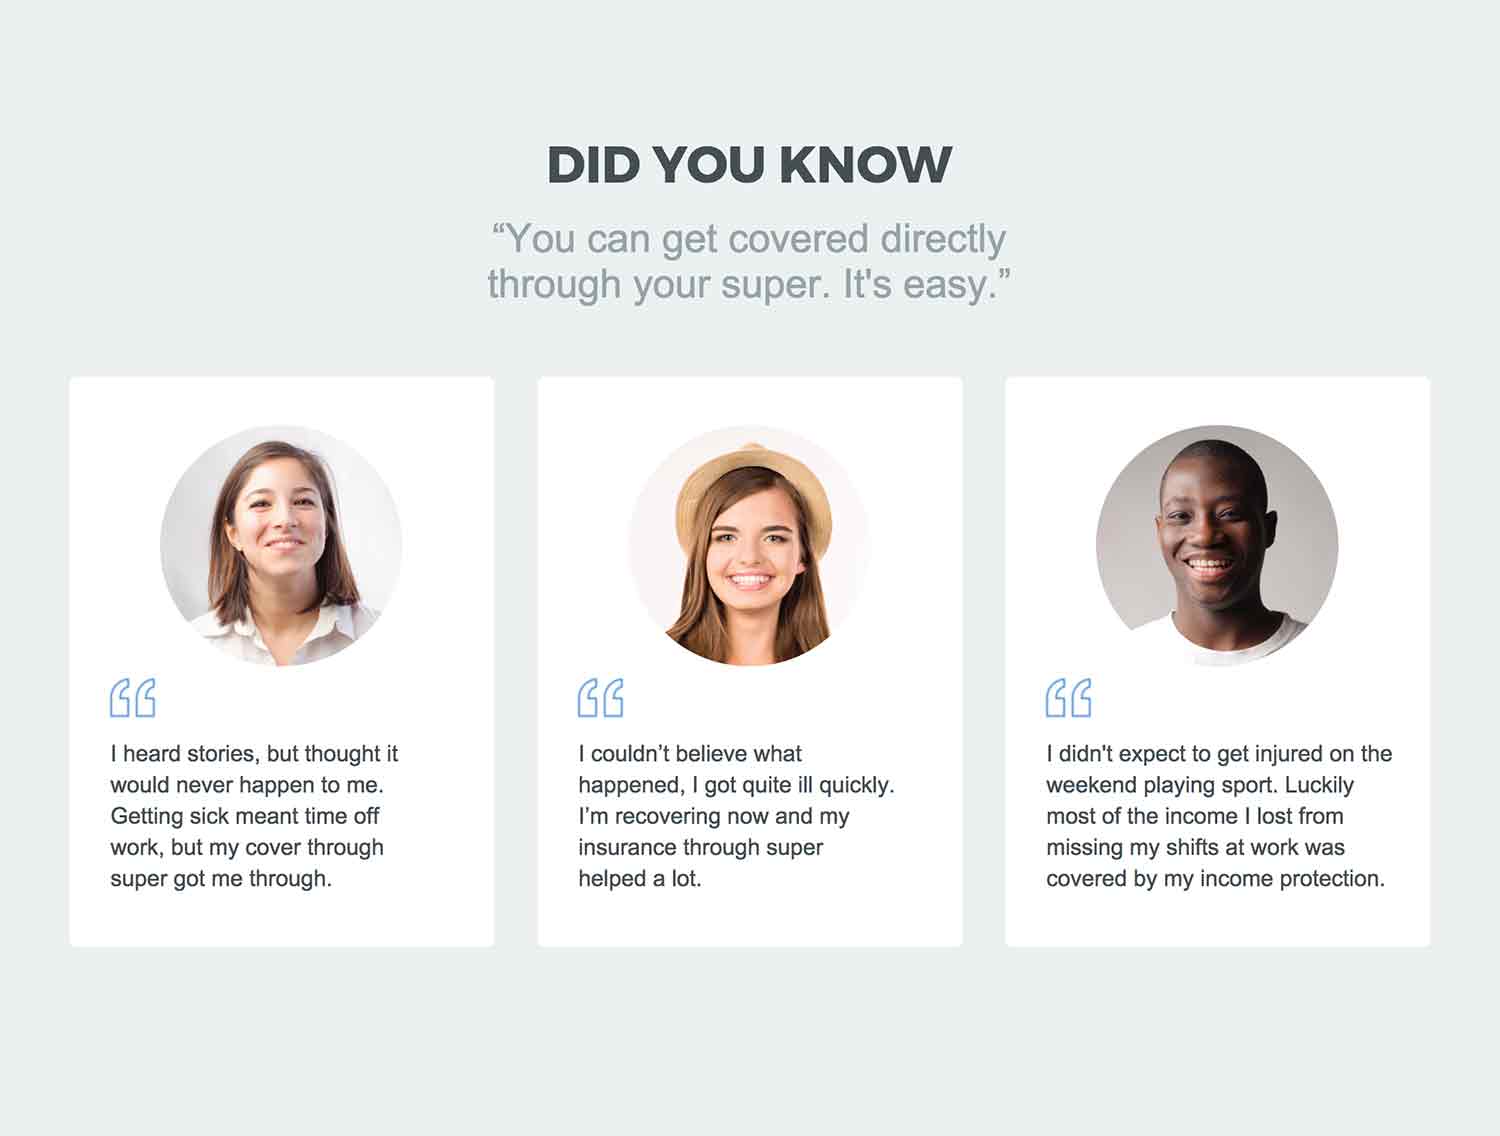 DID YOU KNOW
“You can get covered directly
through your super. It's easy.”
I heard stories, but thought it
would never happen to me.
Getting sick meant time off
work, but my cover through
super got me through.
I couldn’t believe what
happened, I got quite ill quickly.
I’m recovering now and my
insurance through super
helped a lot.
I didn't expect to get injured on the
weekend playing sport. Luckily
most of the income I lost from
missing my shifts at work was
covered by my income protection.